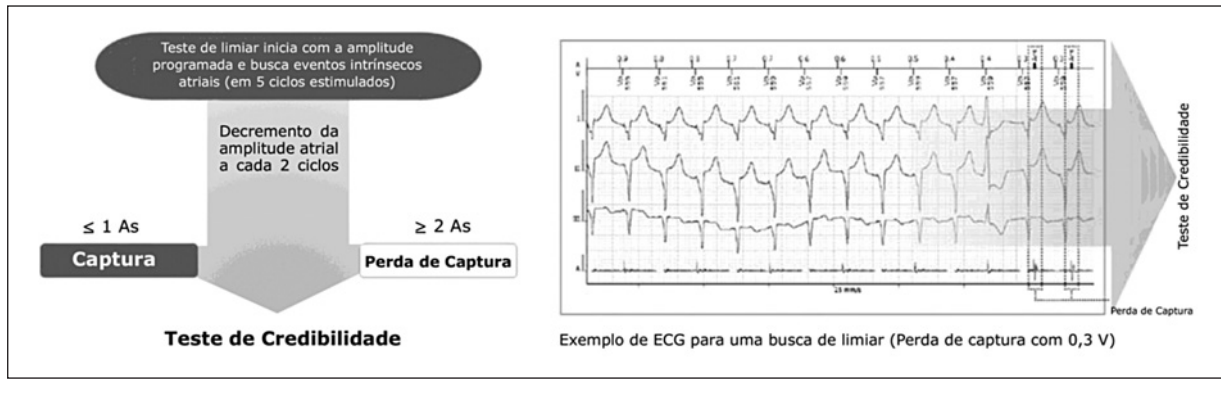 Teste de limiar inicia com a amplitude
programada e busca eventos intrínsecos
atriais (em 5 ciclos estimulados)
Decremento da
amplitude atrial
a cada 2 ciclos
≤ 1 As
≥ 2 As
Captura
Perda de Captura
Teste de Credibilidade
25 mm/s
Perda de Captura
Teste de Credibilidade
Exemplo de ECG para uma busca de limiar (Perda de captura com 0,3 V)